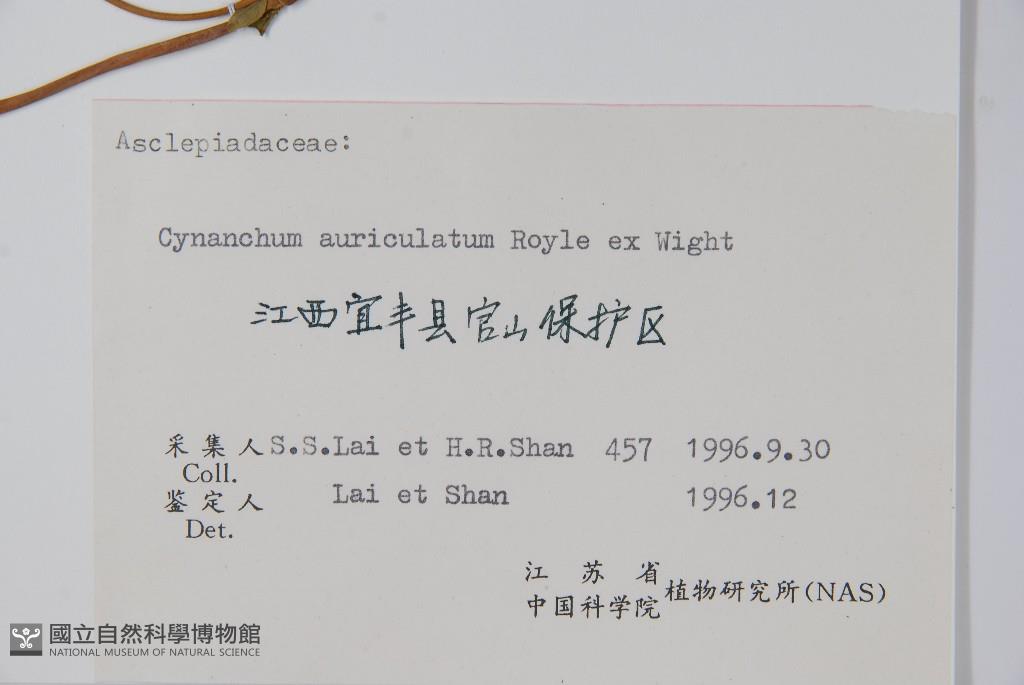 Asclepiadaceae:
Cynanchum auriculatum Royle ex Wight
江西宜丰县官山保护区
采集人 S.S.Lai et H.R.Shan 457 1996.9.30
Coll.
鉴定人 Lai et Shan 1996.12
Det.
江苏省
中国科学院 植物研究所(NAS)
國立自然科學博物館
NATIONAL MUSEUM OF NATURAL SCIENCE